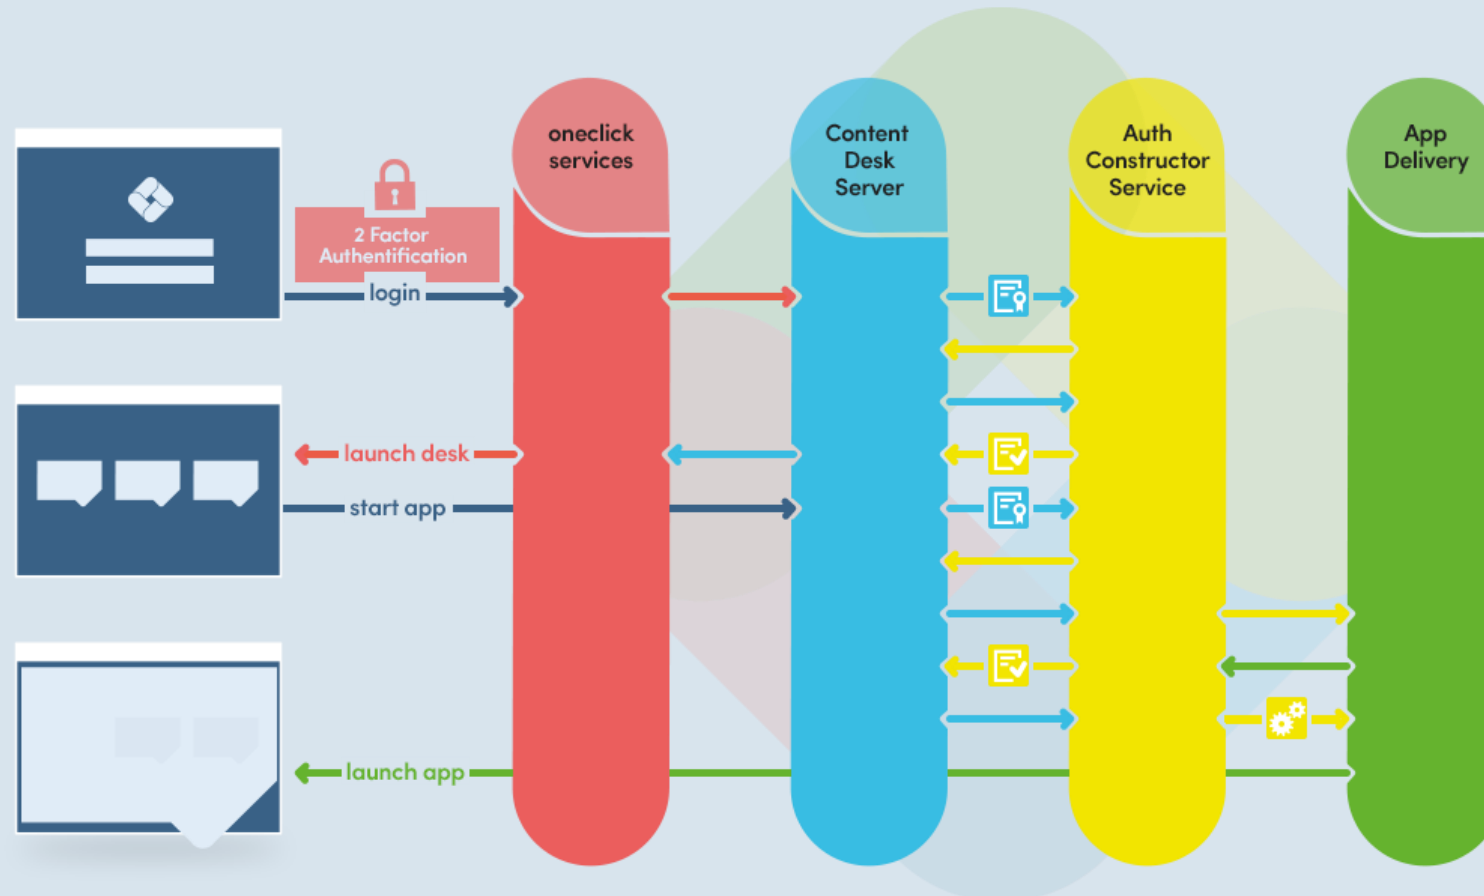 oneclick
services
Content
Desk
Server
Auth
Constructor
Service
App
Delivery
2 Factor
Authentification
login
launch desk
start app
launch app